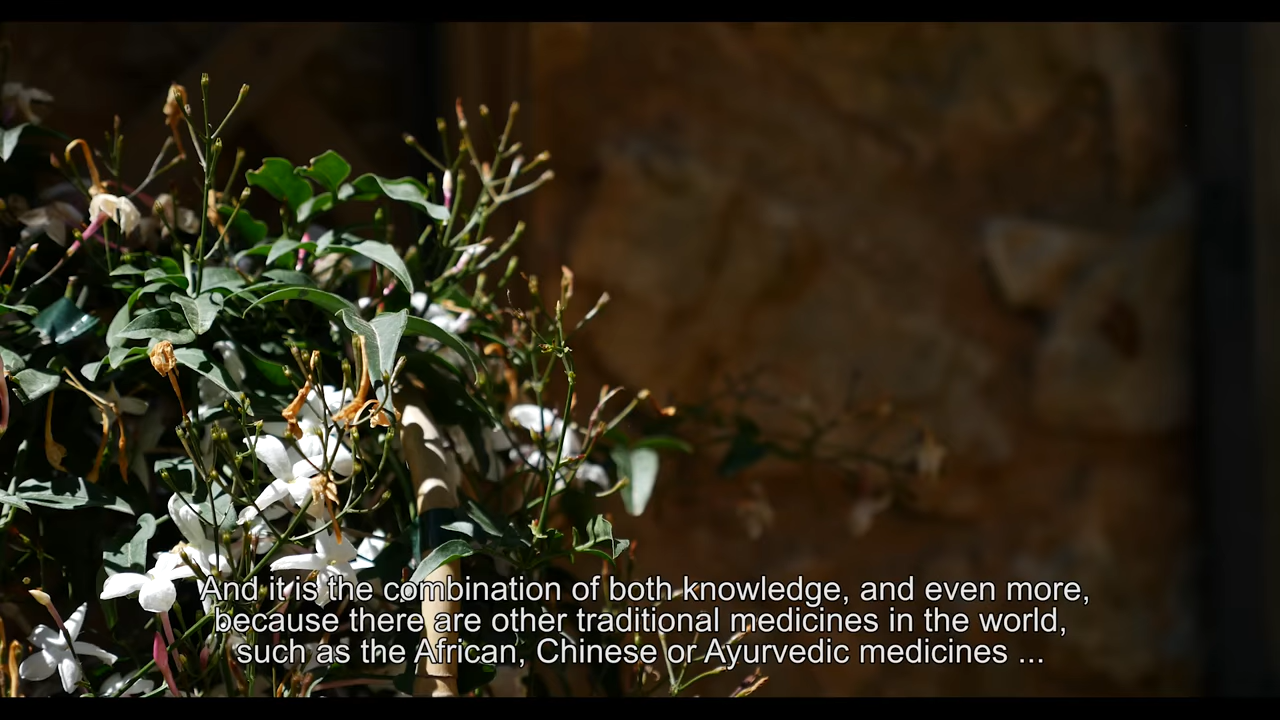 And it is the combination of both knowledge, and even more,
because there are other traditional medicines in the world,
such as the African, Chinese or Ayurvedic medicines ...